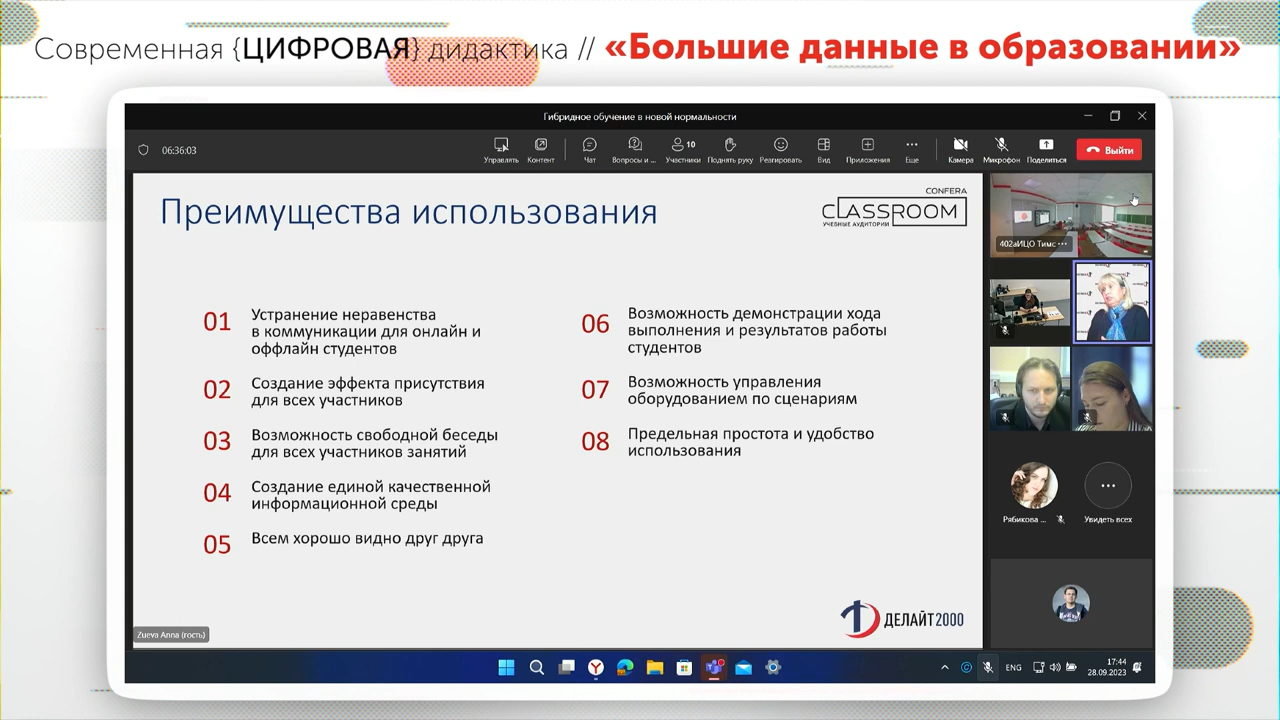 Современная {ЦИФРОВАЯ} дидактика // «Большие данные в образовании»
Гибридное обучение в новой нормальности
06:36:03
Управлять
Контент
Чат
Вопросы и ...
10
Участники
Поднять руку
Реагировать
Вид
Приложения
Еще
Камера
Микрофон
Поделиться
Выйти
Преимущества использования
CONFERA
CLASSROOM
УЧЕБНЫЕ АУДИТОРИИ
01
Устранение неравенства
в коммуникации для онлайн и
оффлайн студентов
02
Создание эффекта присутствия
для всех участников
03
Возможность свободной беседы
для всех участников занятий
04
Создание единой качественной
информационной среды
05
Всем хорошо видно друг друга
06
Возможность демонстрации хода
выполнения и результатов работы
студентов
07
Возможность управления
оборудованием по сценариям
08
Предельная простота и удобство
использования
402аИЦО Тимс ...
Рябикова ...
Увидеть всех
ДЕЛАЙТ 2000
Zueva Anna (гость)
ENG
17:44
28.09.2023